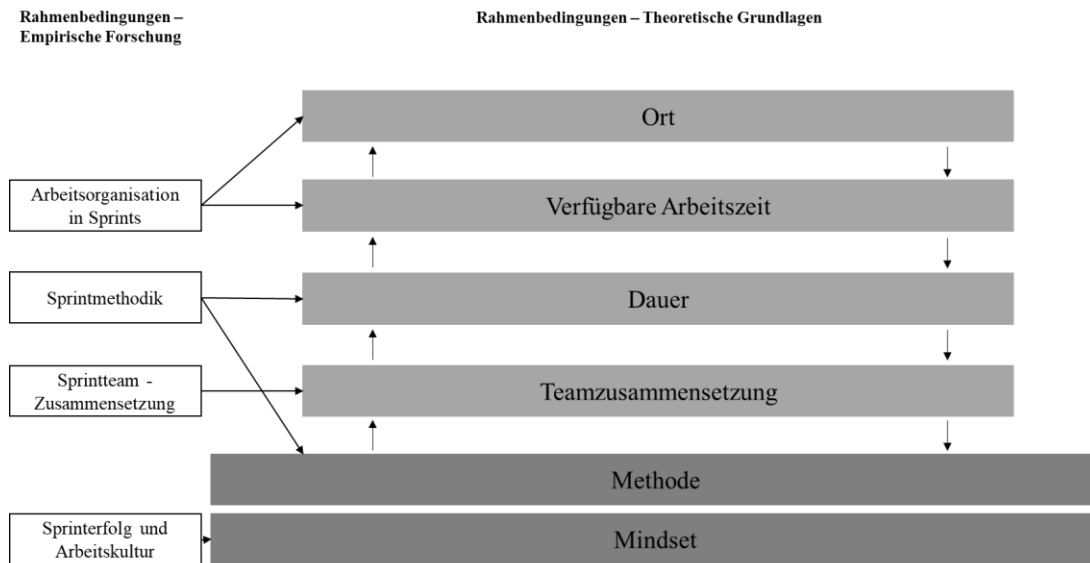 Rahmenbedingungen –
Empirische Forschung
Rahmenbedingungen – Theoretische Grundlagen
Ort
Arbeitsorganisation
in Sprints
Verfügbare Arbeitszeit
Sprintmethodik
Dauer
Sprintteam -
Zusammensetzung
Teamzusammensetzung
Methode
Sprinterfolg und
Arbeitskultur
Mindset